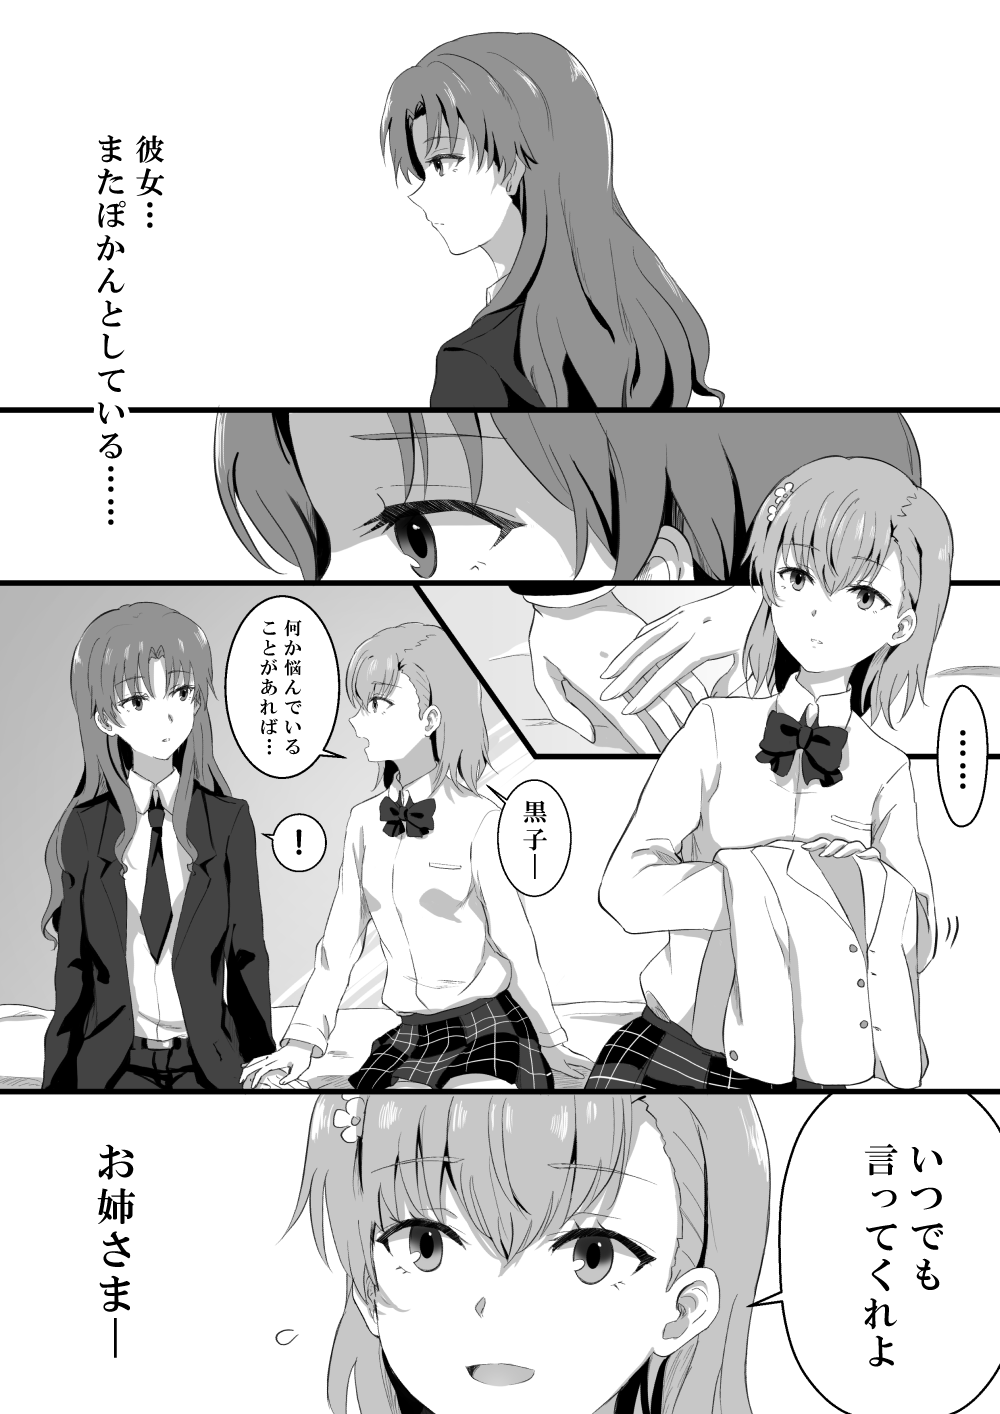 彼女…
またぽかんとしている……
……
黒子ー
！
何か悩んでいる
ことがあれば…
いつでも
言ってくれよ
お姉さまー